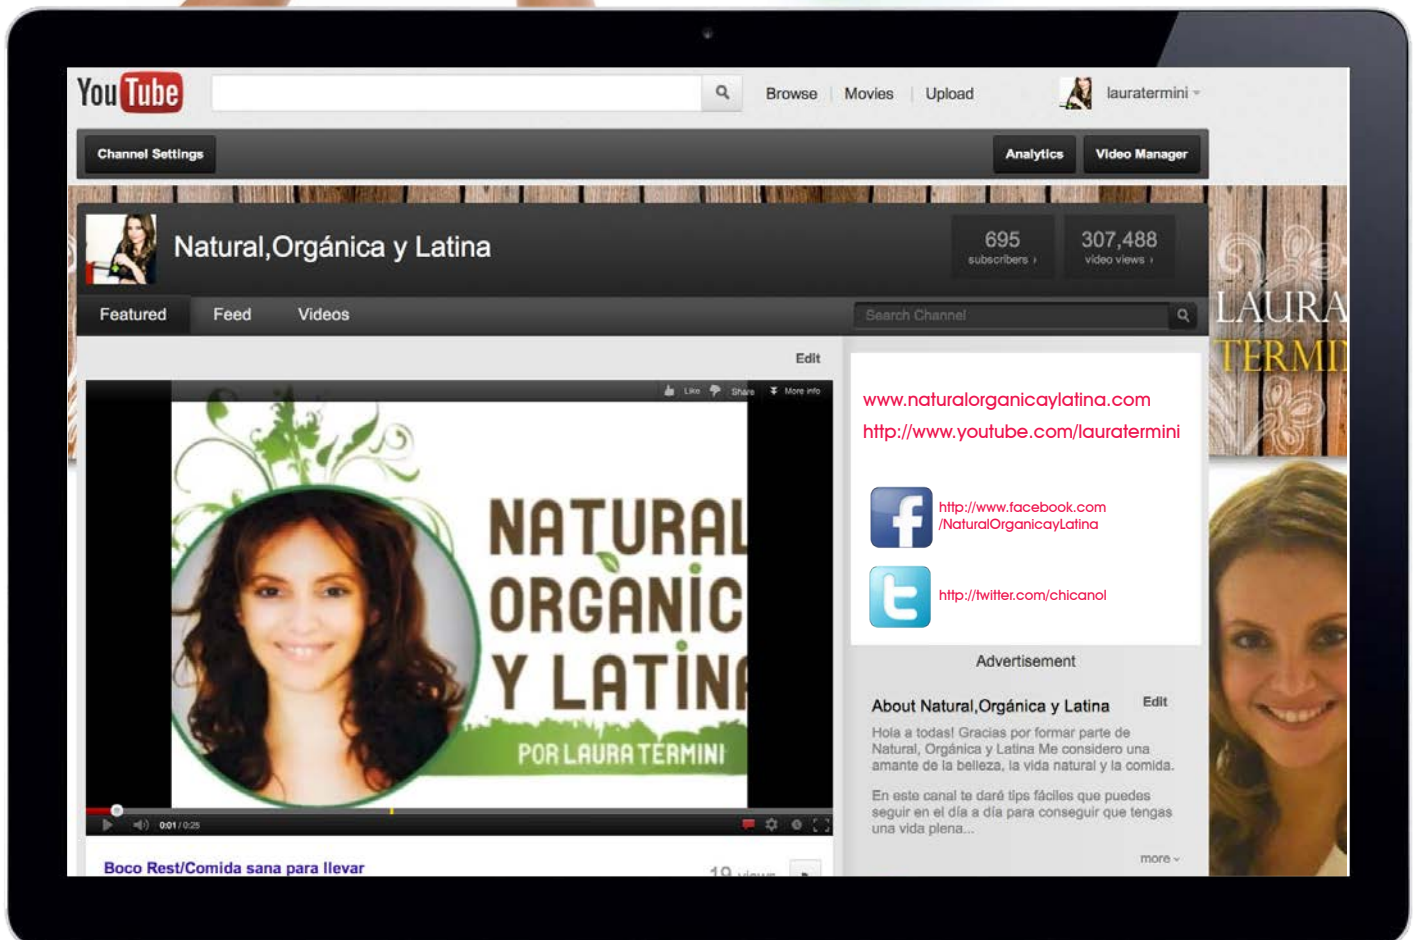 YouTube
Browse Movies Upload lauratermini
Channel Settings Analytics Video Manager
Natural,Orgánica y Latina
695
subscribers
307,488
video views
Featured Feed Videos Search Channel
LAURA
TERMI
Edit
Like Share More info
NATURAL
ORGANIC
Y LATINA
POR LAURA TERMINI
0:01 / 0:25
Boco Rest/Comida sana para llevar
19 views
www.naturalorganicaylatina.com
http://www.youtube.com/lauratermini
http://www.facebook.com
/NaturalOrganicayLatina
http://twitter.com/chicanol
Advertisement
About Natural,Orgánica y Latina Edit
Hola a todas! Gracias por formar parte de
Natural, Orgánica y Latina Me considero una
amante de la belleza, la vida natural y la comida.
En este canal te daré tips fáciles que puedes
seguir en el día a día para conseguir que tengas
una vida plena...
more